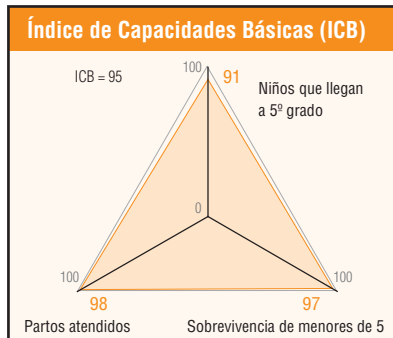 Índice de Capacidades Básicas (ICB)
ICB = 95
100
91
Niños que llegan
a 5º grado
0
100
100
98
97
Partos atendidos
Sobrevivencia de menores de 5